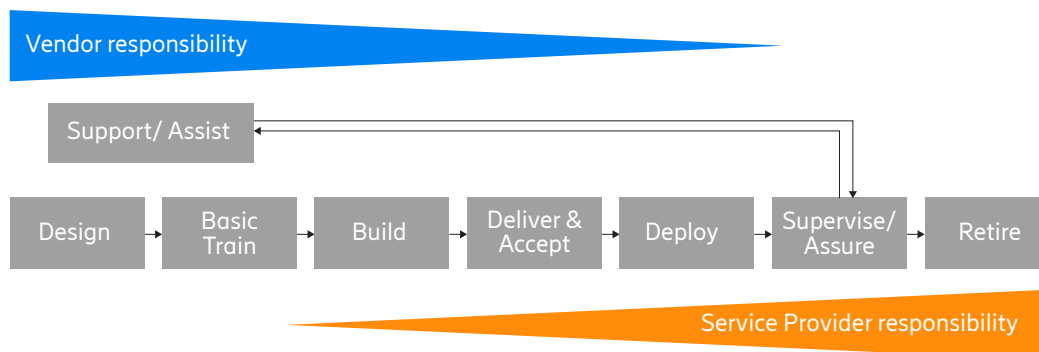 Vendor responsibility
Support/ Assist
Design
Basic
Train
Build
Deliver &
Accept
Deploy
Supervise/
Assure
Retire
Service Provider responsibility